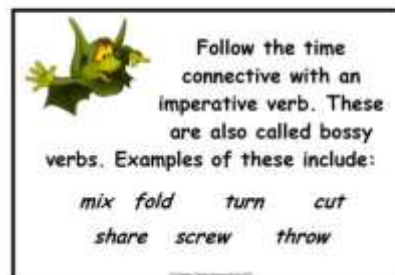 Follow the time
connective with an
imperative verb. These
are also called bossy
verbs. Examples of these include:
mix fold turn cut
share screw throw